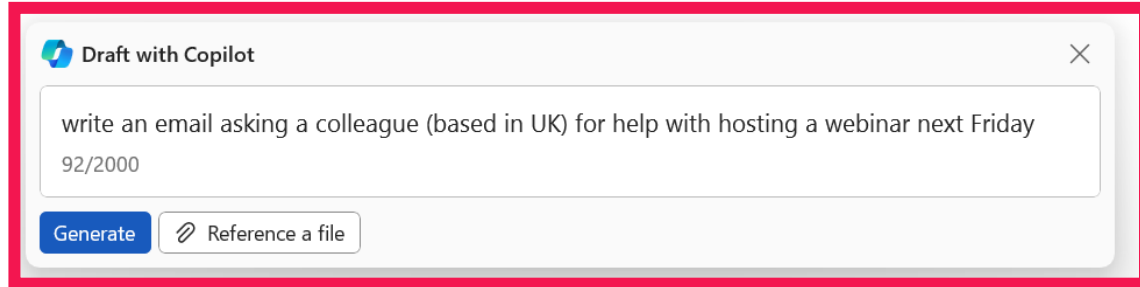 Draft with Copilot
write an email asking a colleague (based in UK) for help with hosting a webinar next Friday
92/2000
Generate
Reference a file